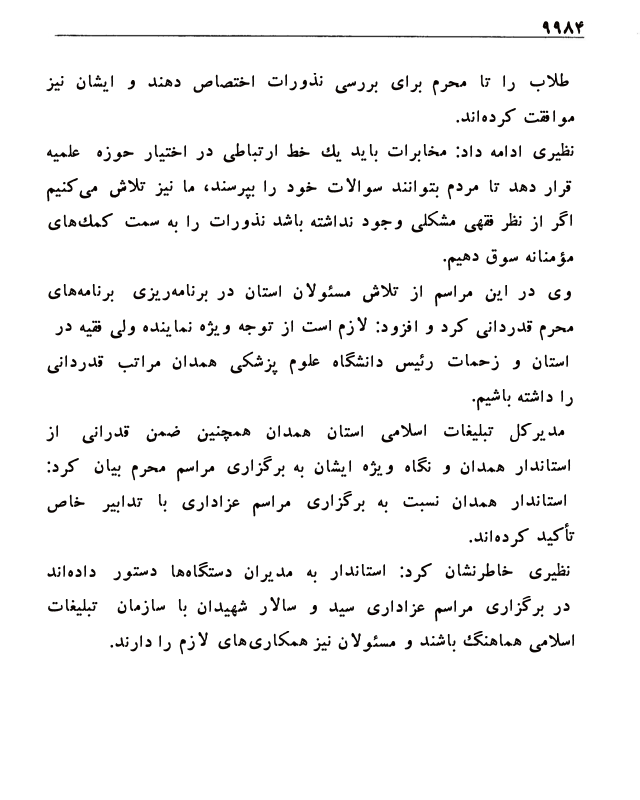 ۹۹۸۴
طلاب را تا محرم برای بررسی نذورات اختصاص دهند و ایشان نیز
موافقت کرده‌اند.
نظیری ادامه داد: مخابرات باید یك خط ارتباطی در اختیار حوزه علمیه
قرار دهد تا مردم بتوانند سوالات خود را بپرسند، ما نیز تلاش می‌کنیم
اگر از نظر فقهی مشکلی وجود نداشته باشد نذورات را به سمت کمك‌های
مؤمنانه سوق دهیم.
وی در این مراسم از تلاش مسئولان استان در برنامه‌ریزی برنامه‌های
محرم قدردانی کرد و افزود: لازم است از توجه ویژه نماینده ولی فقیه در
استان و زحمات رئیس دانشگاه علوم پزشکی همدان مراتب قدردانی
را داشته باشیم.
مدیرکل تبلیغات اسلامی استان همدان همچنین ضمن قدرانی از
استاندار همدان و نگاه ویژه ایشان به برگزاری مراسم محرم بیان کرد:
استاندار همدان نسبت به برگزاری مراسم عزاداری با تدابیر خاص
تأکید کرده‌اند.
نظیری خاطرنشان کرد: استاندار به مدیران دستگاه‌ها دستور داده‌اند
در برگزاری مراسم عزاداری سید و سالار شهیدان با سازمان تبلیغات
اسلامی هماهنگ باشند و مسئولان نیز همکاری‌های لازم را دارند.